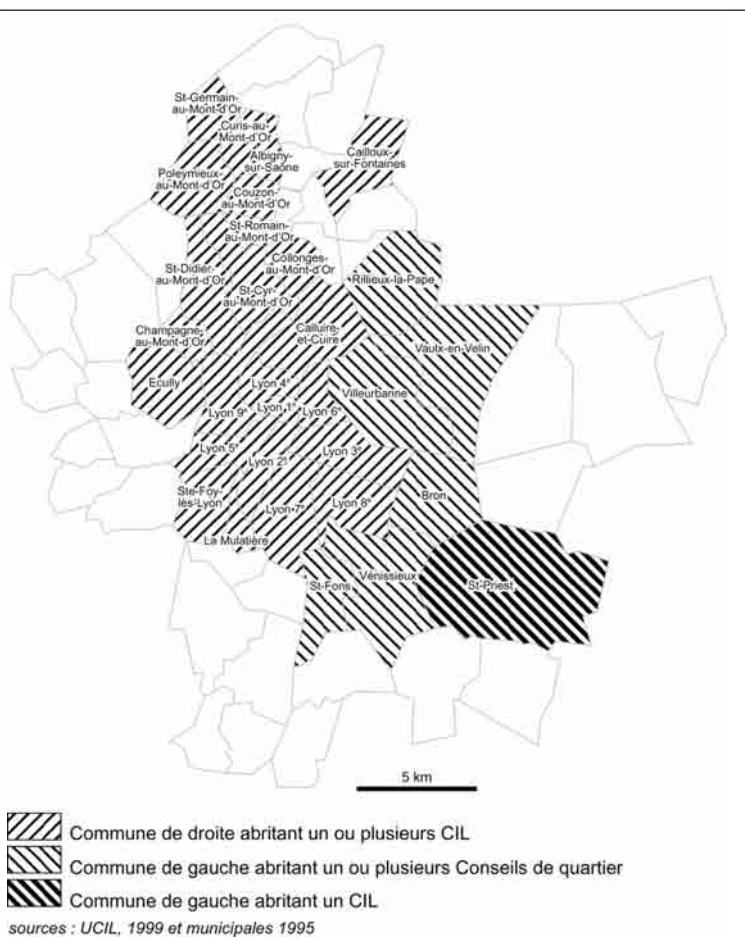 St-Germain-
au-Mont-d'Or
Curis-au-
Mont-d'Or
Albigny-
sur-Saône
Cailloux-
sur-Fontaines
Poleymieux-
au-Mont-d'Or
Couzon-
au-Mont-d'Or
St-Romain-
au-Mont-d'Or
Collonges-
au-Mont-d'Or
St-Didier-
au-Mont-d'Or
Rillieux-la-Pape
St-Cyr-
au-Mont-d'Or
Champagne-
au-Mont-d'Or
Calluire-
et-Cuire
Vaulx-en-Velin
Ecully
Lyon 4e
Villeurbanne
Lyon 9e
Lyon 1e
Lyon 6e
Lyon 5e
Lyon 3e
Lyon 2e
Ste-Foy-
lès-Lyon
Lyon 7e
Lyon 8e
Bron
La Mulatière
St-Fons
Vénissieux
St-Priest
5 km
Commune de droite abritant un ou plusieurs CIL
Commune de gauche abritant un ou plusieurs Conseils de quartier
Commune de gauche abritant un CIL
sources : UCIL, 1999 et municipales 1995